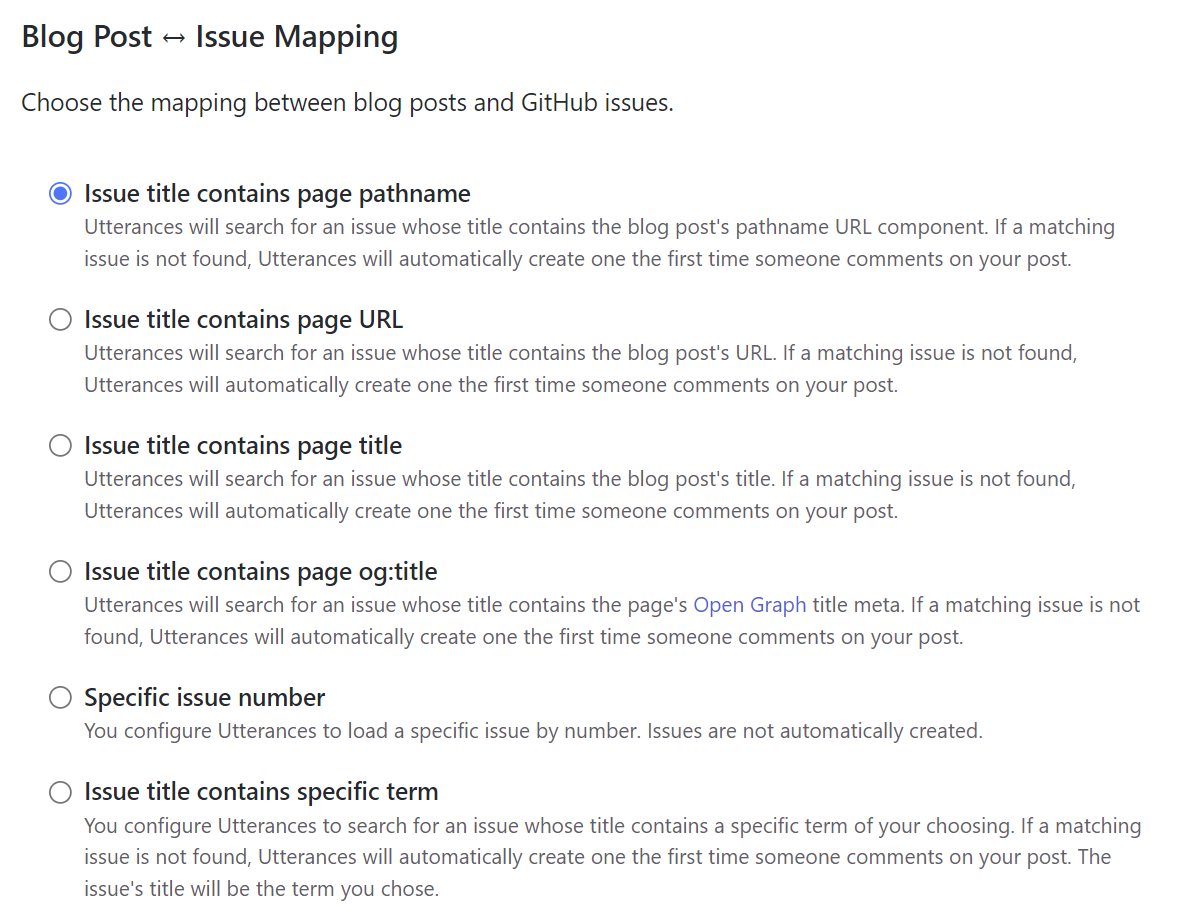 Blog Post ↔ Issue Mapping
Choose the mapping between blog posts and GitHub issues.
Issue title contains page pathname
Utterances will search for an issue whose title contains the blog post's pathname URL component. If a matching
issue is not found, Utterances will automatically create one the first time someone comments on your post.
Issue title contains page URL
Utterances will search for an issue whose title contains the blog post's URL. If a matching issue is not found,
Utterances will automatically create one the first time someone comments on your post.
Issue title contains page title
Utterances will search for an issue whose title contains the blog post's title. If a matching issue is not found,
Utterances will automatically create one the first time someone comments on your post.
Issue title contains page og:title
Utterances will search for an issue whose title contains the page's Open Graph title meta. If a matching issue is not
found, Utterances will automatically create one the first time someone comments on your post.
Specific issue number
You configure Utterances to load a specific issue by number. Issues are not automatically created.
Issue title contains specific term
You configure Utterances to search for an issue whose title contains a specific term of your choosing. If a matching
issue is not found, Utterances will automatically create one the first time someone comments on your post. The
issue's title will be the term you chose.